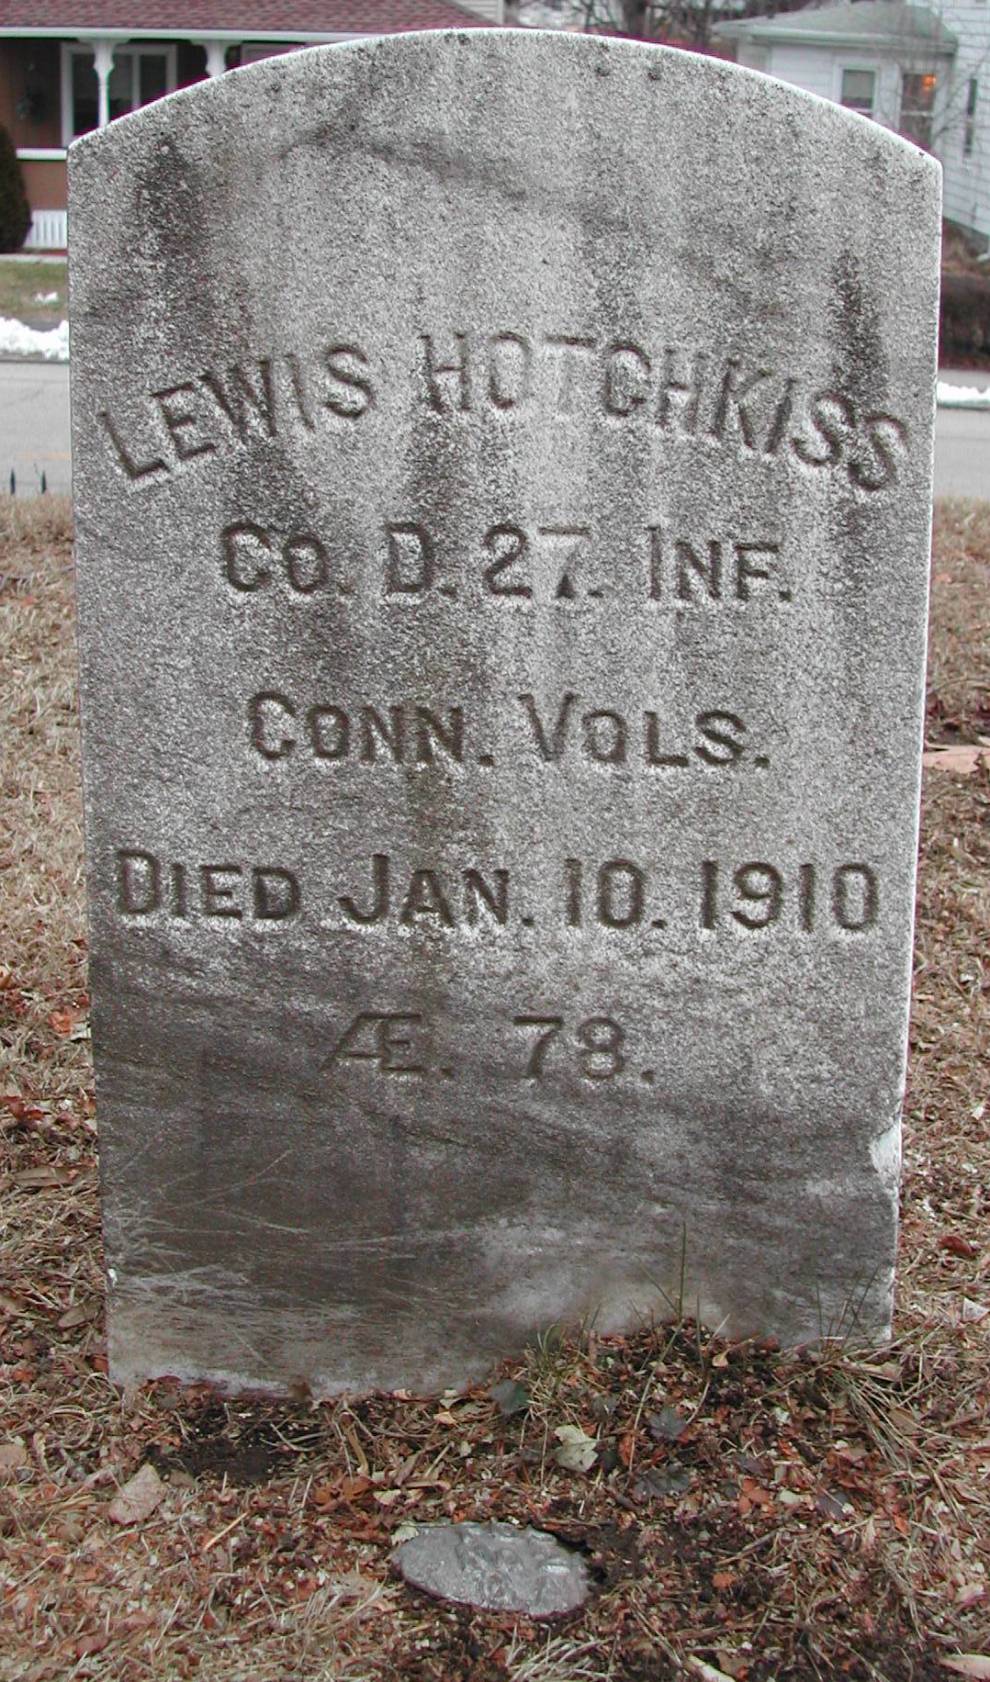 LEWIS HOTCHKISS
CO. D. 27. INF.
CONN. VOLS.
DIED JAN. 10. 1910
Æ. 78.